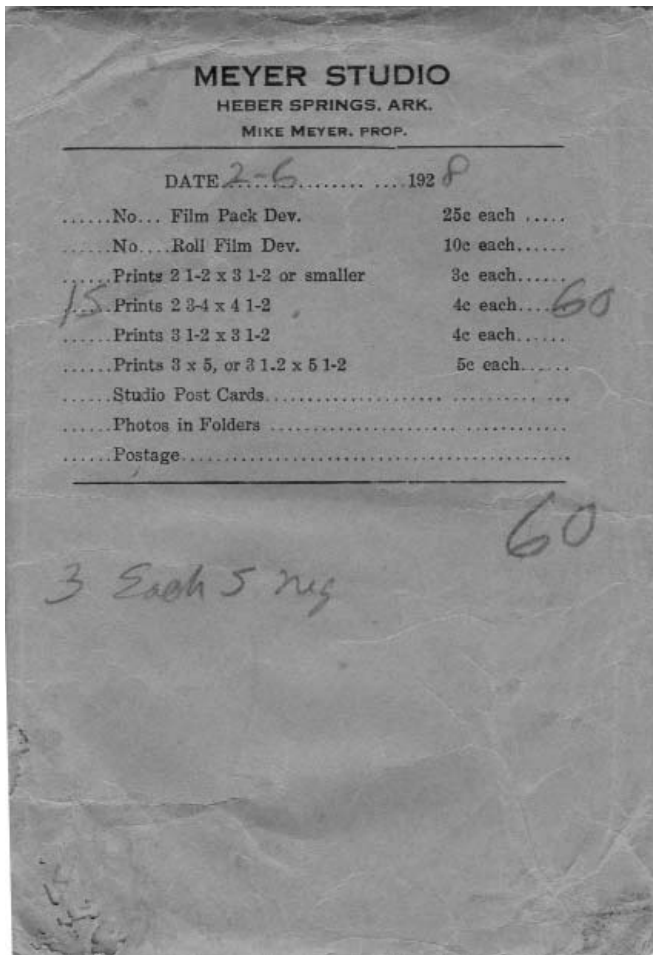 MEYER STUDIO
HEBER SPRINGS, ARK.
MIKE MEYER, PROP.
DATE 2-6 ........ .... 1928
......No... Film Pack Dev. 25c each .....
......No....Roll Film Dev. 10c each......
......Prints 2 1-2 x 3 1-2 or smaller 3c each......
15....Prints 2 3-4 x 4 1-2 4c each....60
......Prints 3 1-2 x 3 1-2 4c each......
......Prints 3 x 5, or 3 1.2 x 5 1-2 5c each......
......Studio Post Cards........................ .......... ...
......Photos in Folders ........................ .............
......Postage.....................................................
60
3 Each 5 neg